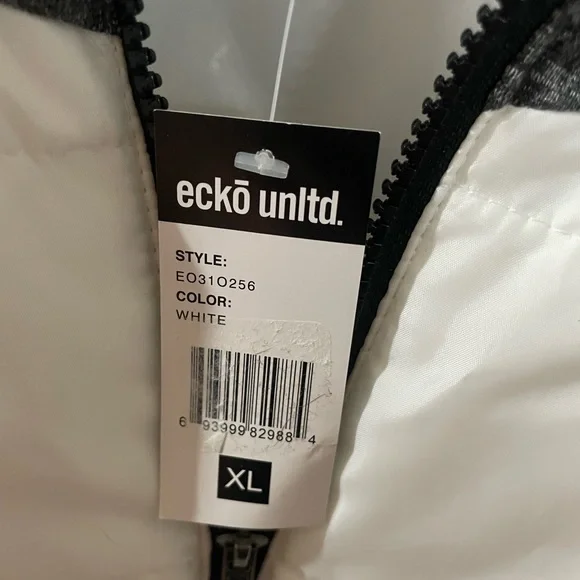 eckō unltd.
STYLE:
EO31O256
COLOR:
WHITE
6 93999 82988 4
XL